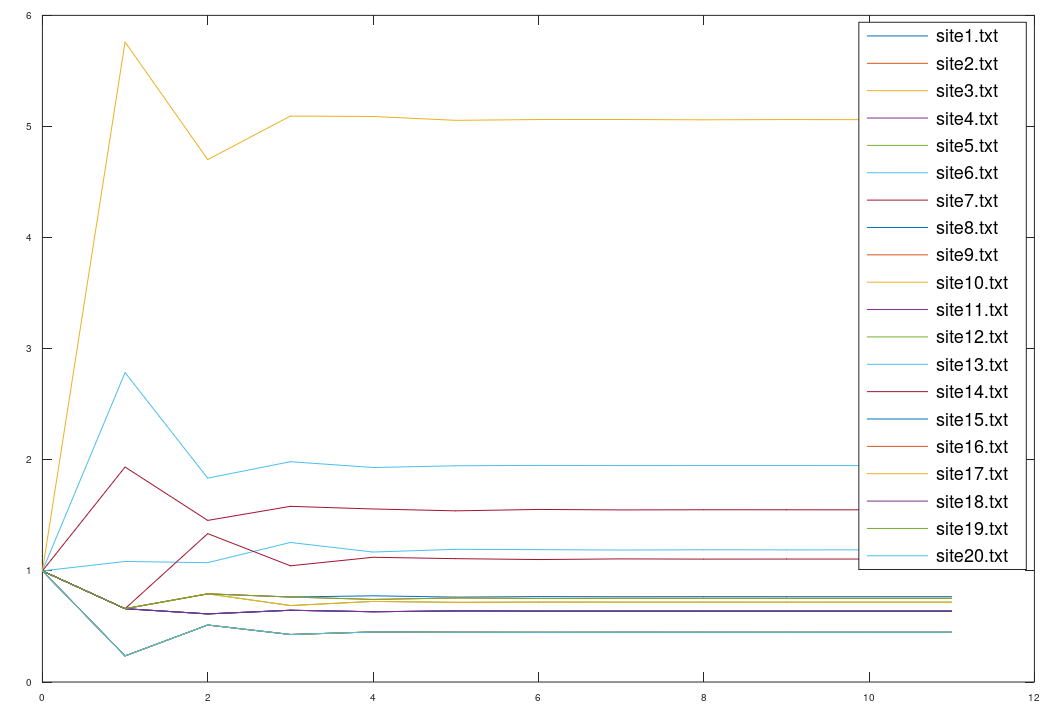 6
5
4
3
2
1
0
0
2
4
6
8
10
12
site1.txt
site2.txt
site3.txt
site4.txt
site5.txt
site6.txt
site7.txt
site8.txt
site9.txt
site10.txt
site11.txt
site12.txt
site13.txt
site14.txt
site15.txt
site16.txt
site17.txt
site18.txt
site19.txt
site20.txt